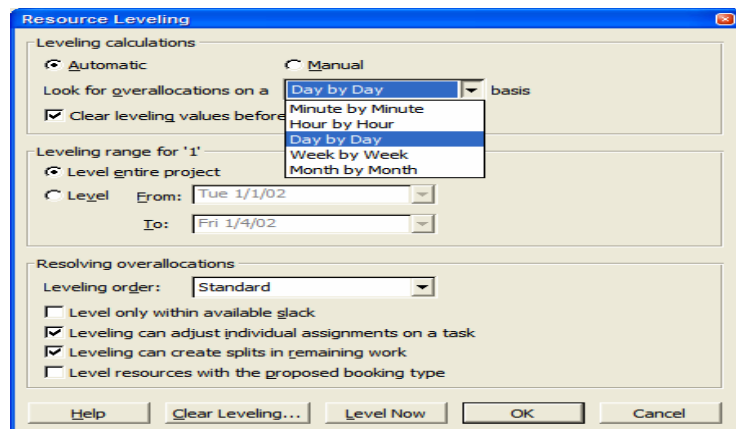 Resource Leveling
Leveling calculations
Automatic Manual
Look for overallocations on a Day by Day basis
Clear leveling values before
Minute by Minute
Hour by Hour
Day by Day
Week by Week
Month by Month
Leveling range for '1'
Level entire project
Level From: Tue 1/1/02
To: Fri 1/4/02
Resolving overallocations
Leveling order: Standard
Level only within available slack
Leveling can adjust individual assignments on a task
Leveling can create splits in remaining work
Level resources with the proposed booking type
Help Clear Leveling... Level Now OK Cancel